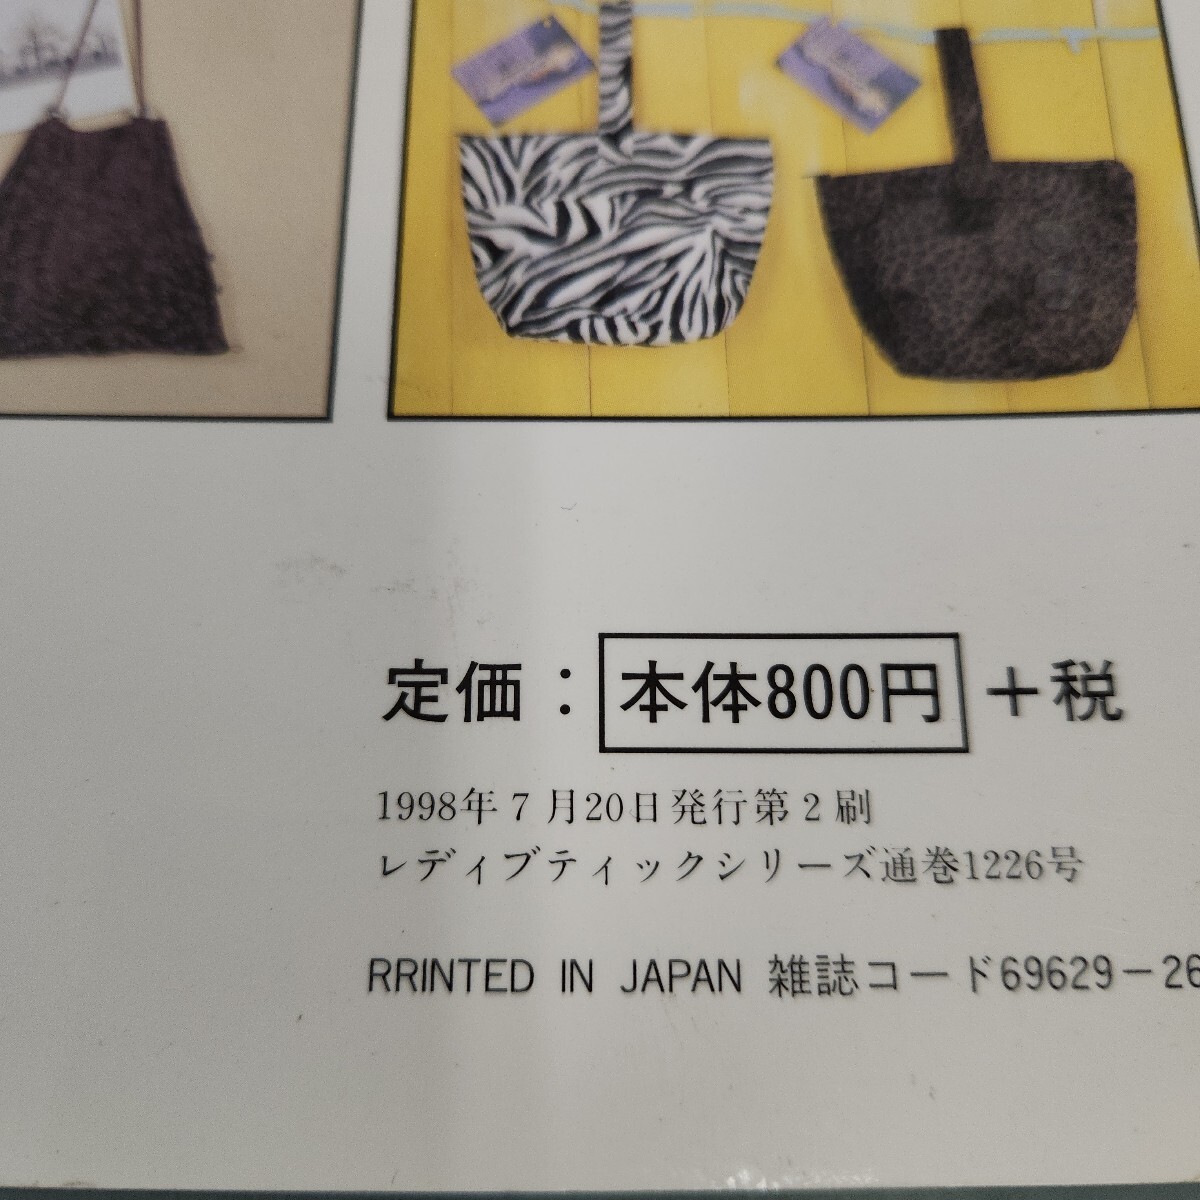 定価：本体800円＋税
1998年7月20日発行第2刷
レディブティックシリーズ通巻1226号
RRINTED IN JAPAN 雑誌コード69629－26